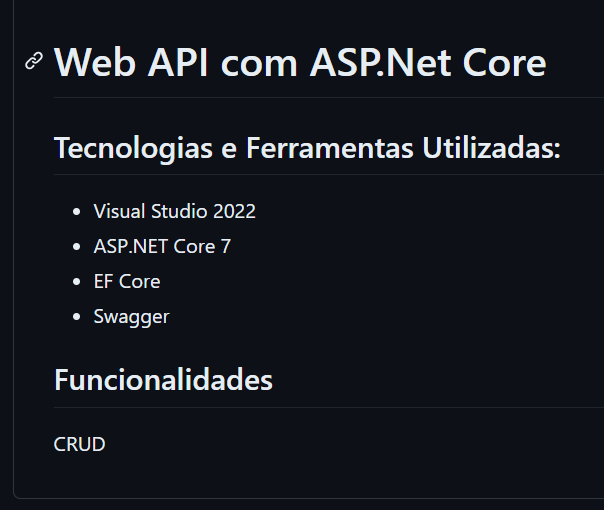 Web API com ASP.Net Core
Tecnologias e Ferramentas Utilizadas:
Visual Studio 2022
ASP.NET Core 7
EF Core
Swagger
Funcionalidades
CRUD